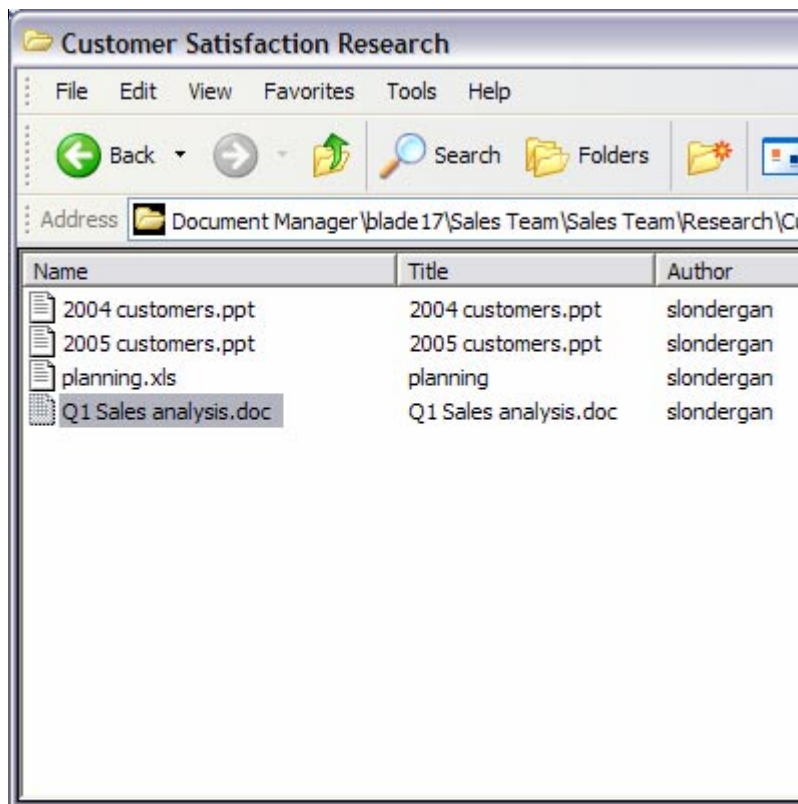 Customer Satisfaction Research
File Edit View Favorites Tools Help
Back Search Folders
Address Document Manager\blade17\Sales Team\Sales Team\Research\Cu
Name Title Author
2004 customers.ppt 2004 customers.ppt slondergan
2005 customers.ppt 2005 customers.ppt slondergan
planning.xls planning slondergan
Q1 Sales analysis.doc Q1 Sales analysis.doc slondergan